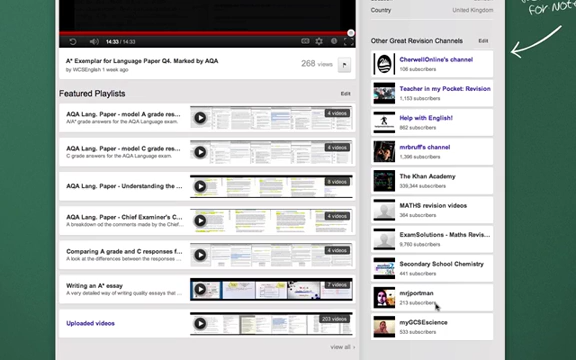 FOR NOT
Country
United Kingdom
14:33 / 14:33
A* Exemplar for Language Paper Q4. Marked by AQA
by WCSEnglish 1 week ago
268 views
Featured Playlists
Edit
AQA Lang. Paper - model A grade res...
A/A* grade answers for the AQA Language exam.
4 videos
AQA Lang. Paper - model C grade res...
C grade answers for the AQA Language exam.
4 videos
AQA Lang. Paper - Understanding the ...
6 videos
AQA Lang. Paper - Chief Examiner's C...
A breakdown od the comments made by the Chief...
4 videos
Comparing A grade and C responses f...
A look at the differences between the responses ...
Writing an A* essay
A very detailed way of writing quality essays that ...
7 videos
Uploaded videos
203 videos
view all
Other Great Revision Channels
Edit
CherwellOnline's channel
106 subscribers
Teacher in my Pocket: Revision
1,153 subscribers
Help with English!
862 subscribers
mrbruff's channel
1,396 subscribers
The Khan Academy
339,344 subscribers
MATHS revision videos
364 subscribers
ExamSolutions - Maths Revis...
9,760 subscribers
Secondary School Chemistry
441 subscribers
mrjportman
213 subscribers
myGCSEscience
533 subscribers